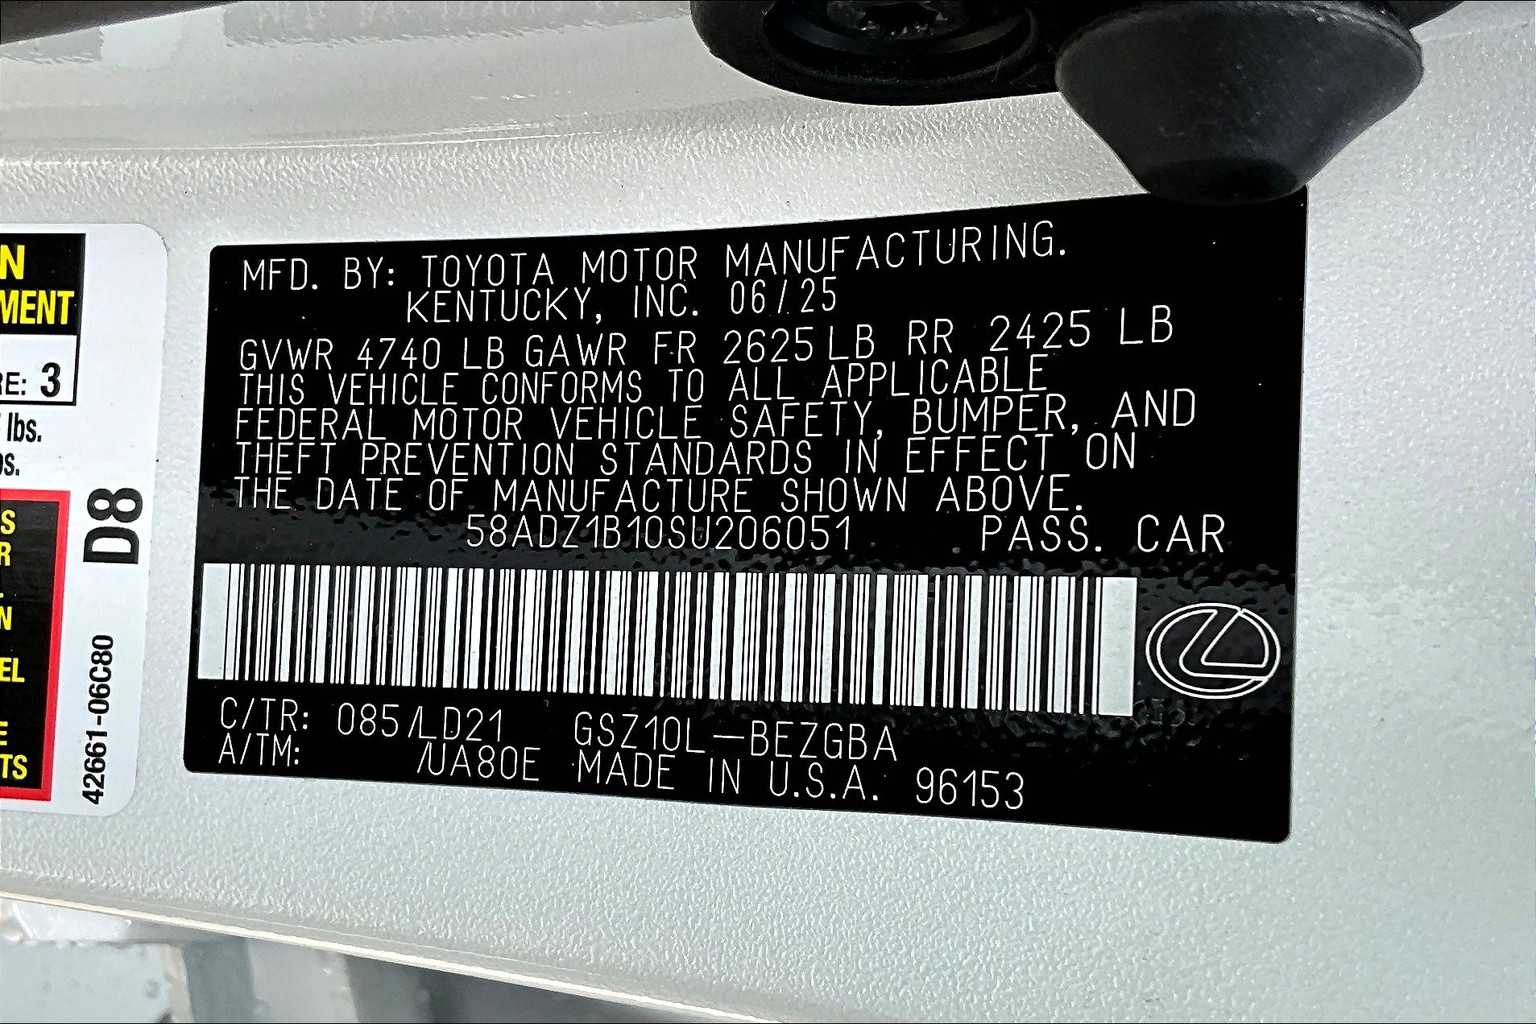 N
MENT
RE: 3
lbs.
D8
42661-06C80
MFD. BY: TOYOTA MOTOR MANUFACTURING.
KENTUCKY, INC. 06/25
GVWR 4740 LB GAWR FR 2625 LB RR 2425 LB
THIS VEHICLE CONFORMS TO ALL APPLICABLE
FEDERAL MOTOR VEHICLE SAFETY, BUMPER, AND
THEFT PREVENTION STANDARDS IN EFFECT ON
THE DATE OF MANUFACTURE SHOWN ABOVE.
58ADZ1B10SU206051 PASS. CAR
C/TR: 085/LD21 GSZ10L-BEZGBA
A/TM: /UA80E MADE IN U.S.A. 96153